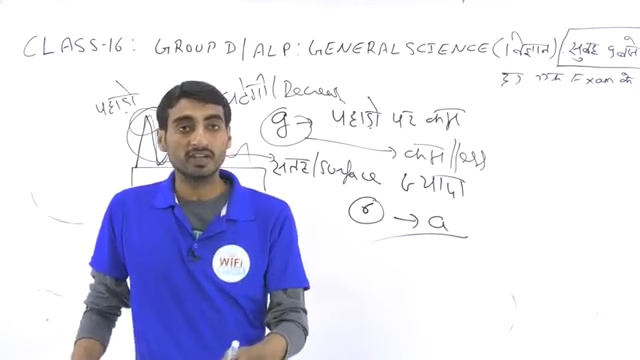 CLASS-16: GROUP D/ALP: GENERAL SCIENCE (विज्ञान) सुबह 9 बजे
Exam के
पहाड़ो
घटेगी/Decrease
g → पहाड़ो पर कम
→ कम/less
सतह/Surface ज्यादा
r → a
WiFi